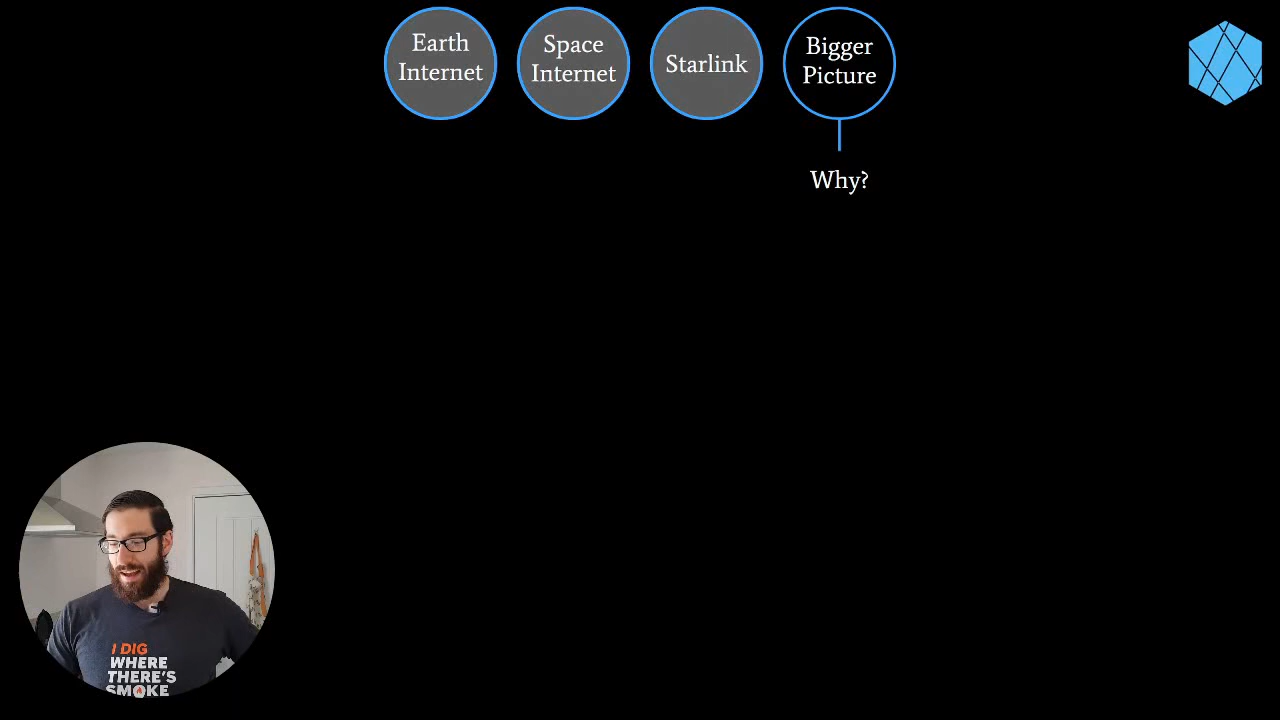 Earth
Internet
Space
Internet
Starlink
Bigger
Picture
Why?
I DIG
WHERE
THERE'S
SMOKE